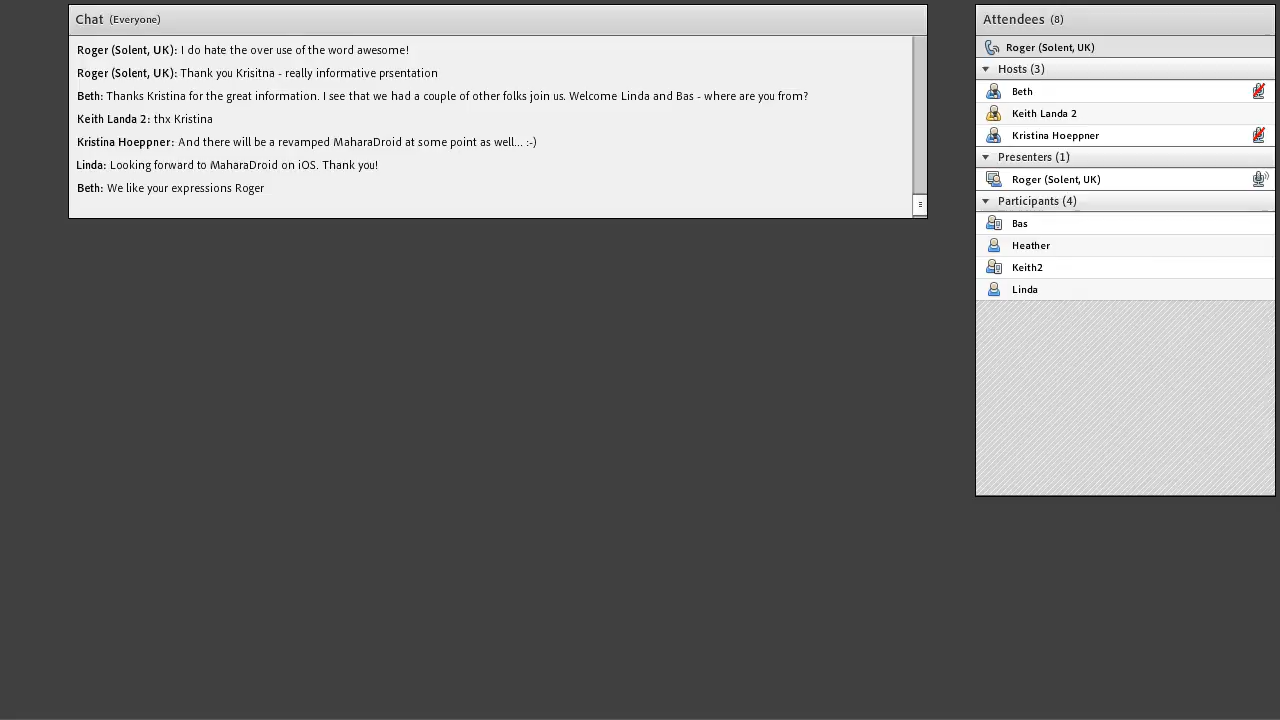 Chat (Everyone)
Roger (Solent, UK): I do hate the over use of the word awesome!
Roger (Solent, UK): Thank you Krisitna - really informative prsentation
Beth: Thanks Kristina for the great information. I see that we had a couple of other folks join us. Welcome Linda and Bas - where are you from?
Keith Landa 2: thx Kristina
Kristina Hoeppner: And there will be a revamped MaharaDroid at some point as well... :-)
Linda: Looking forward to MaharaDroid on iOS. Thank you!
Beth: We like your expressions Roger
Attendees (8)
Roger (Solent, UK)
Hosts (3)
Beth
Keith Landa 2
Kristina Hoeppner
Presenters (1)
Roger (Solent, UK)
Participants (4)
Bas
Heather
Keith2
Linda